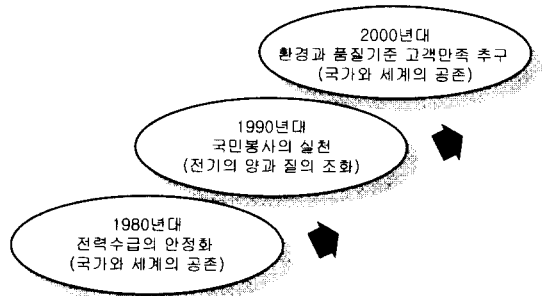 2000년대
환경과 품질기준 고객만족 추구
(국가와 세계의 공존)
1990년대
국민봉사의 실천
(전기의 양과 질의 조화)
1980년대
전력수급의 안정화
(국가와 세계의 공존)